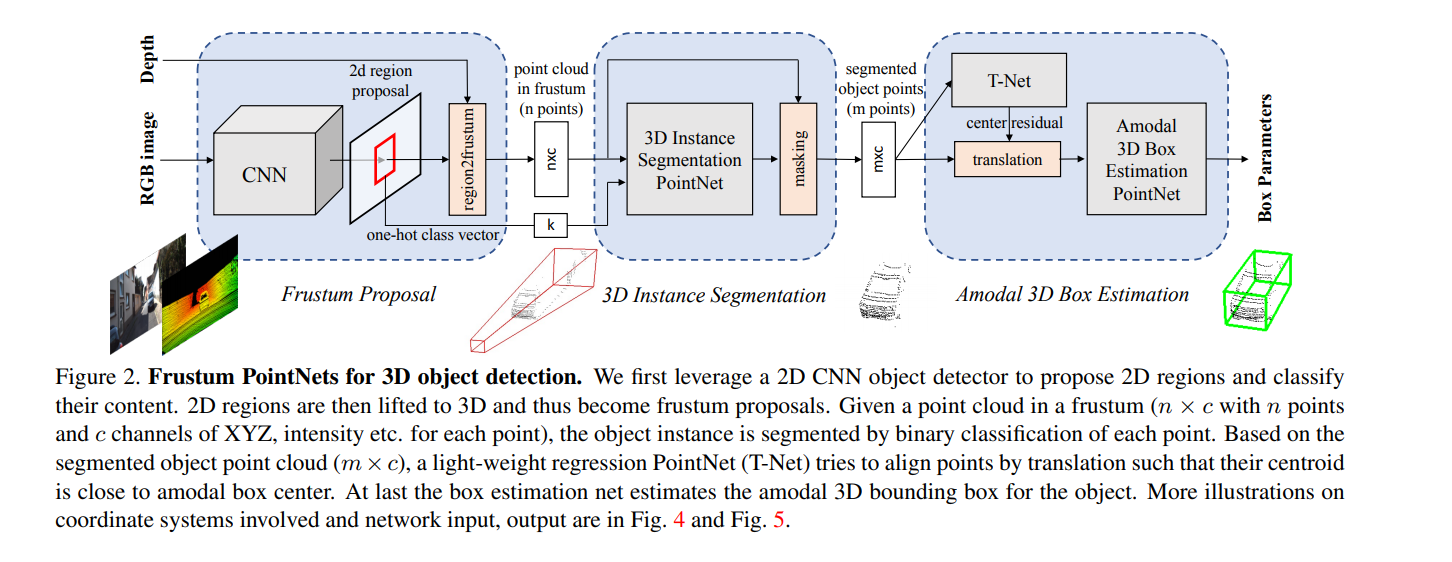 Depth
RGB image
CNN
2d region
proposal
region2frustum
one-hot class vector
point cloud
in frustum
(n points)
nxc
k
3D Instance
Segmentation
PointNet
masking
segmented
object points
(m points)
mxc
T-Net
center residual
translation
Amodal
3D Box
Estimation
PointNet
Box Parameters
Frustum Proposal
3D Instance Segmentation
Amodal 3D Box Estimation
Figure 2. Frustum PointNets for 3D object detection. We first leverage a 2D CNN object detector to propose 2D regions and classify
their content. 2D regions are then lifted to 3D and thus become frustum proposals. Given a point cloud in a frustum (n × c with n points
and c channels of XYZ, intensity etc. for each point), the object instance is segmented by binary classification of each point. Based on the
segmented object point cloud (m × c), a light-weight regression PointNet (T-Net) tries to align points by translation such that their centroid
is close to amodal box center. At last the box estimation net estimates the amodal 3D bounding box for the object. More illustrations on
coordinate systems involved and network input, output are in Fig. 4 and Fig. 5.